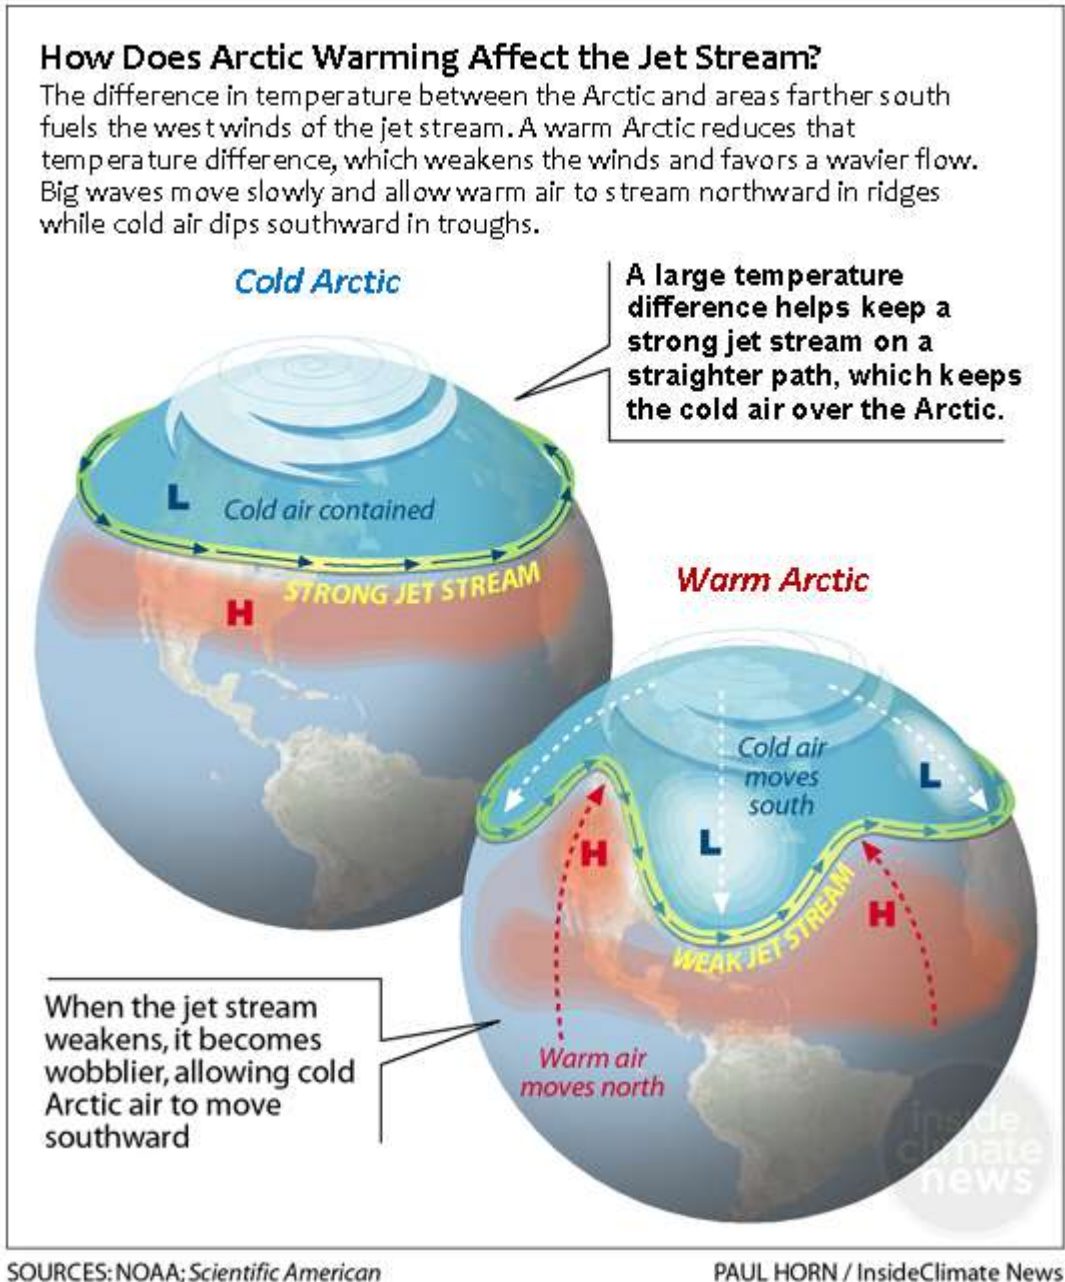 How Does Arctic Warming Affect the Jet Stream?
The difference in temperature between the Arctic and areas farther south
fuels the west winds of the jet stream. A warm Arctic reduces that
temperature difference, which weakens the winds and favors a wavier flow.
Big waves move slowly and allow warm air to stream northward in ridges
while cold air dips southward in troughs.
Cold Arctic
A large temperature
difference helps keep a
strong jet stream on a
straighter path, which keeps
the cold air over the Arctic.
L
Cold air contained
STRONG JET STREAM
H
Warm Arctic
Cold air
moves
south
L
L
H
H
WEAK JET STREAM
Warm air
moves north
When the jet stream
weakens, it becomes
wobblier, allowing cold
Arctic air to move
southward
inside
climate
news
SOURCES: NOAA; Scientific American
PAUL HORN / InsideClimate News